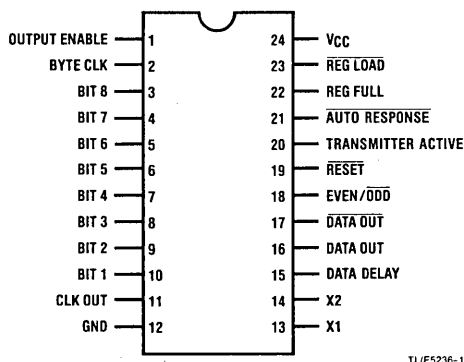 OUTPUT ENABLE 1 24 VCC
BYTE CLK 2 23 REG LOAD
BIT 8 3 22 REG FULL
BIT 7 4 21 AUTO RESPONSE
BIT 6 5 20 TRANSMITTER ACTIVE
BIT 5 6 19 RESET
BIT 4 7 18 EVEN/ODD
BIT 3 8 17 DATA OUT
BIT 2 9 16 DATA OUT
BIT 1 10 15 DATA DELAY
CLK OUT 11 14 X2
GND 12 13 X1
TL/F5236-1